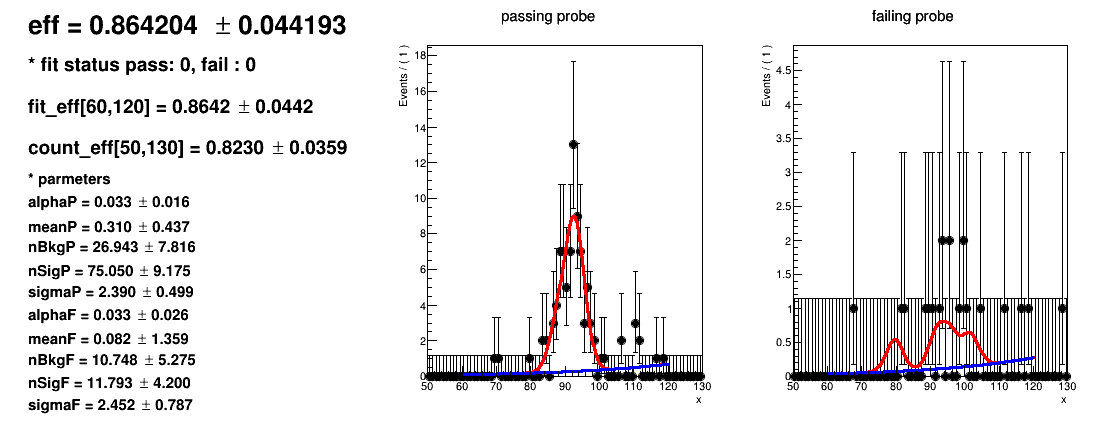 eff = 0.864204 ± 0.044193
* fit status pass: 0, fail : 0
fit_eff[60,120] = 0.8642 ± 0.0442
count_eff[50,130] = 0.8230 ± 0.0359
* parmeters
alphaP = 0.033 ± 0.016
meanP = 0.310 ± 0.437
nBkgP = 26.943 ± 7.816
nSigP = 75.050 ± 9.175
sigmaP = 2.390 ± 0.499
alphaF = 0.033 ± 0.026
meanF = 0.082 ± 1.359
nBkgF = 10.748 ± 5.275
nSigF = 11.793 ± 4.200
sigmaF = 2.452 ± 0.787
passing probe
Events / ( 1 )
18
16
14
12
10
8
6
4
2
0
50 60 70 80 90 100 110 120 130
x
failing probe
Events / ( 1 )
4.5
4
3.5
3
2.5
2
1.5
1
0.5
0
50 60 70 80 90 100 110 120 130
x